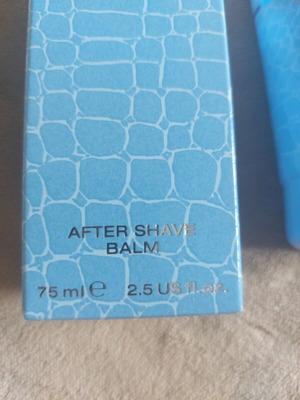 AFTER SHAVE
BALM
75 ml ℮ 2.5 US fl. oz.